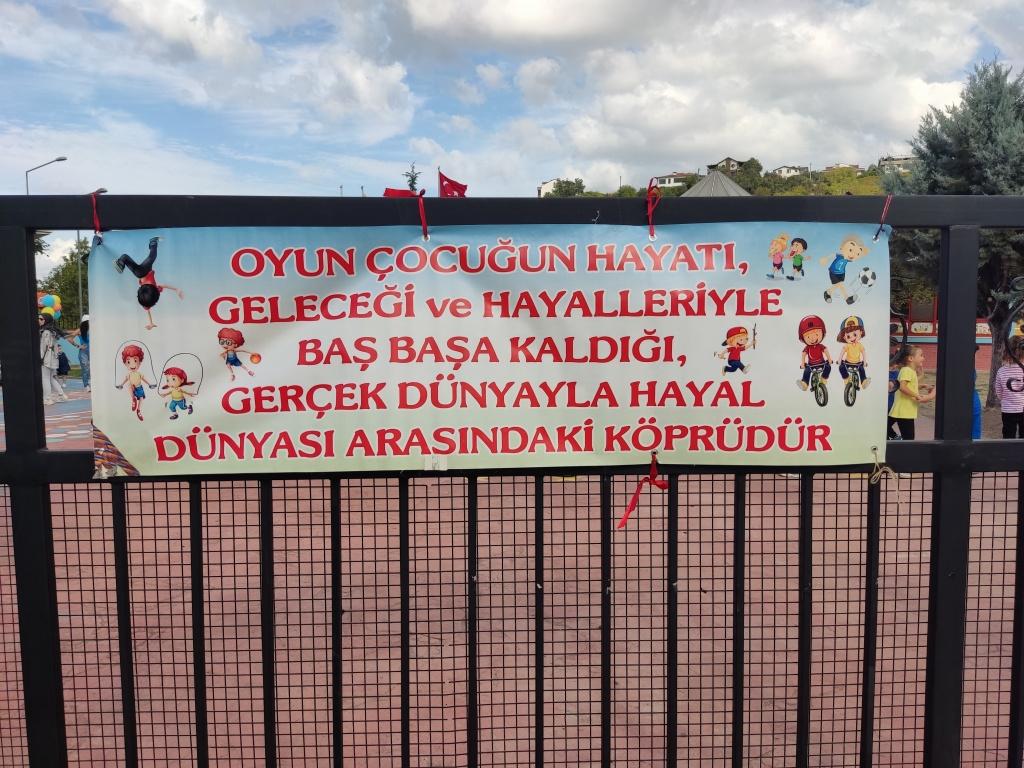 OYUN ÇOCUĞUN HAYATI,
GELECEĞİ ve HAYALLERİYLE
BAŞ BAŞA KALDIĞI,
GERÇEK DÜNYAYLA HAYAL
DÜNYASI ARASINDAKİ KÖPRÜDÜR